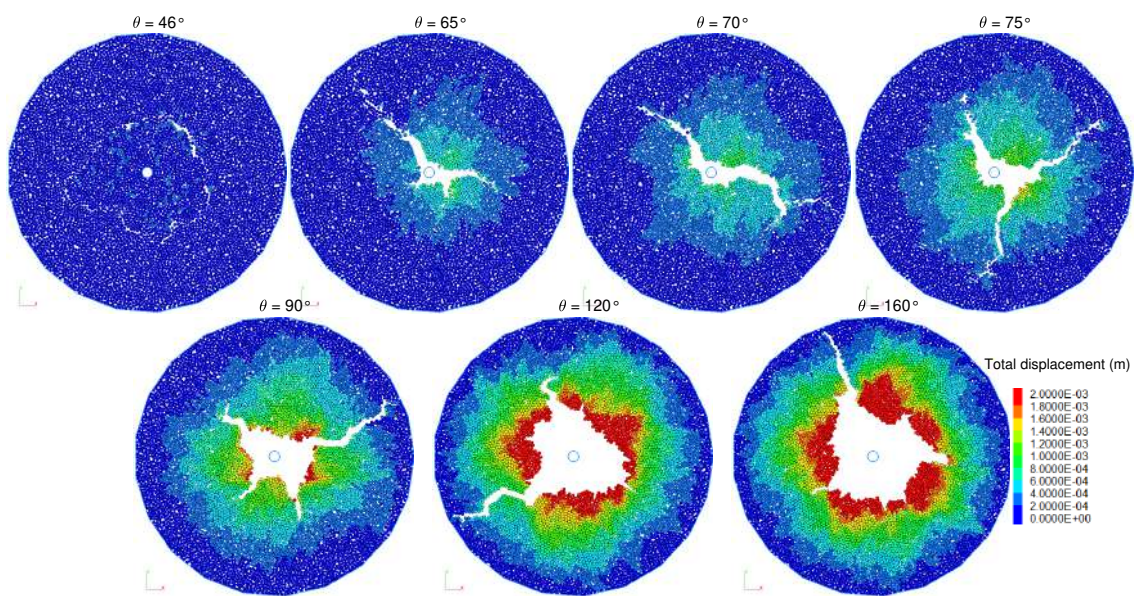 θ = 46°
θ = 65°
θ = 70°
θ = 75°
θ = 90°
θ = 120°
θ = 160°
Total displacement (m)
2.0000E-03
1.8000E-03
1.6000E-03
1.4000E-03
1.2000E-03
1.0000E-03
8.0000E-04
6.0000E-04
4.0000E-04
2.0000E-04
0.0000E+00